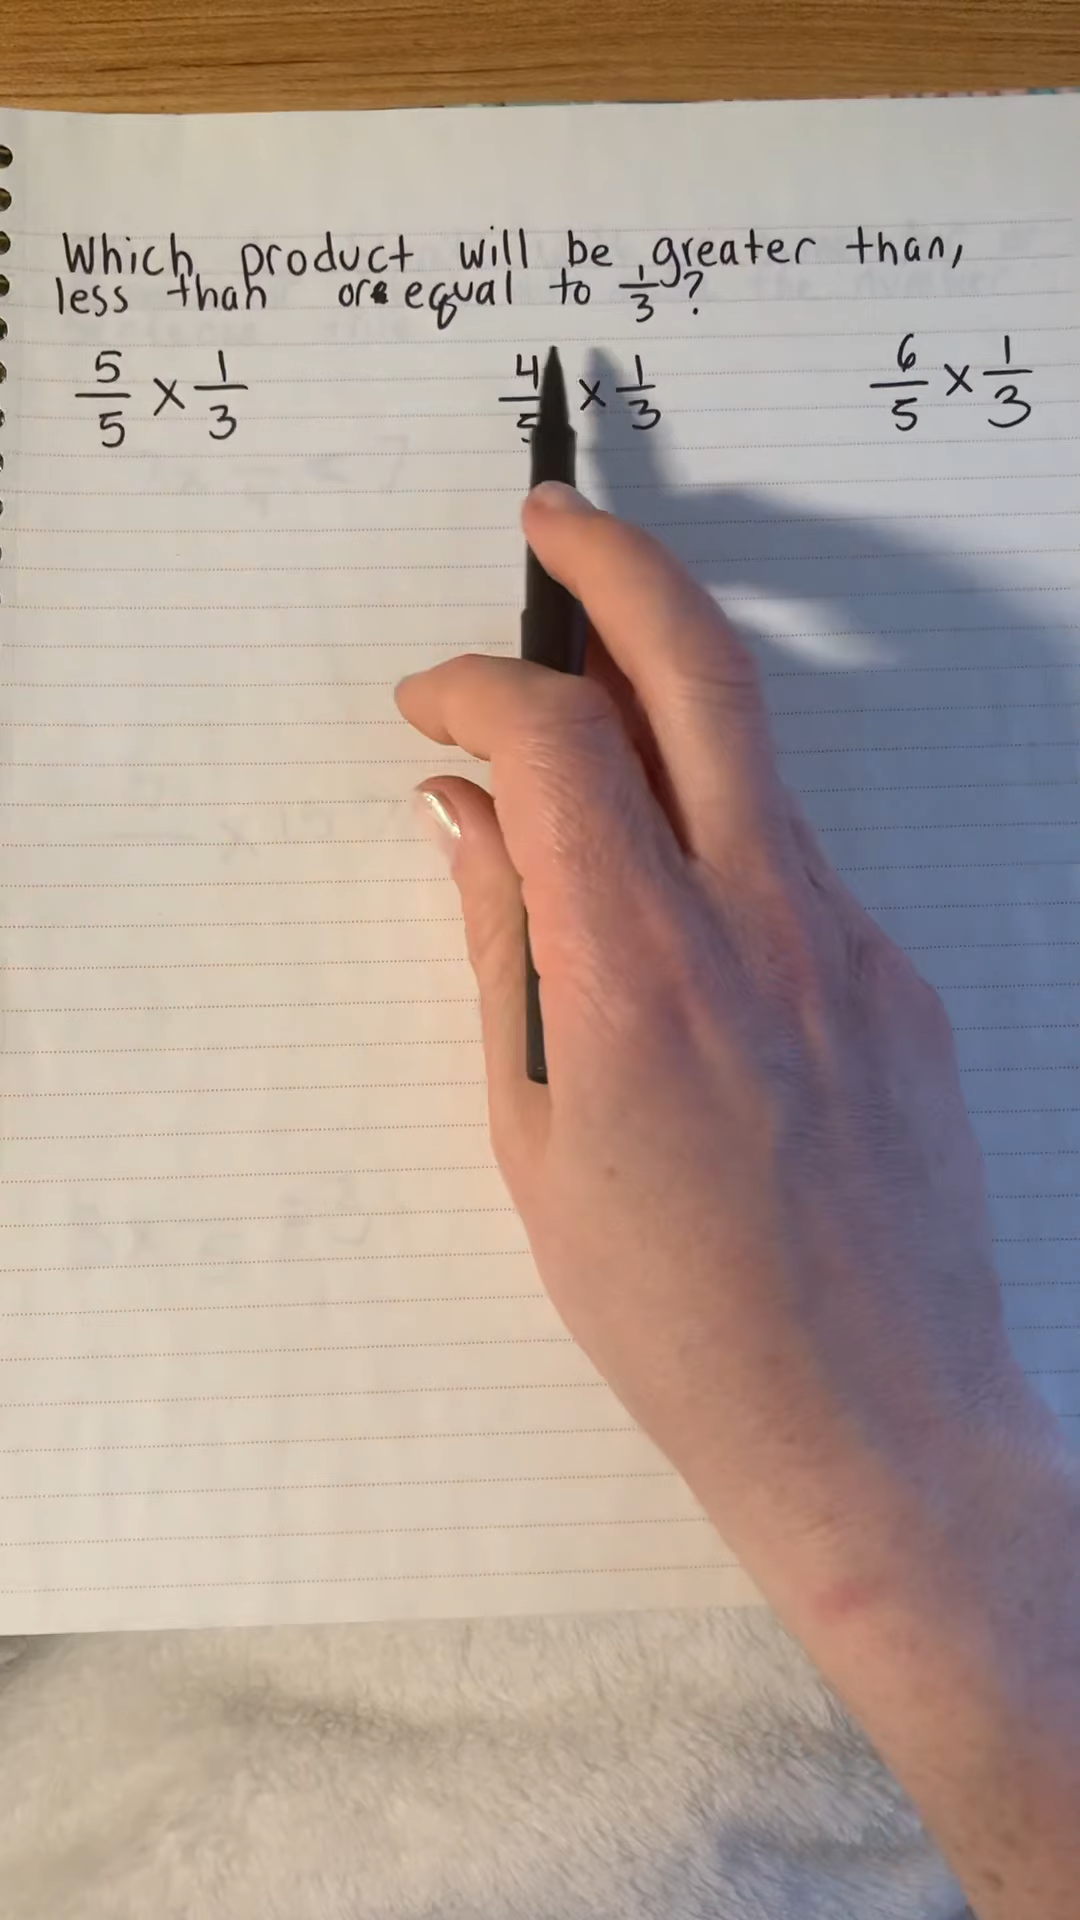 Which product will be greater than,
less than or equal to 1/3?
5/5 x 1/3 4/5 x 1/3 6/5 x 1/3